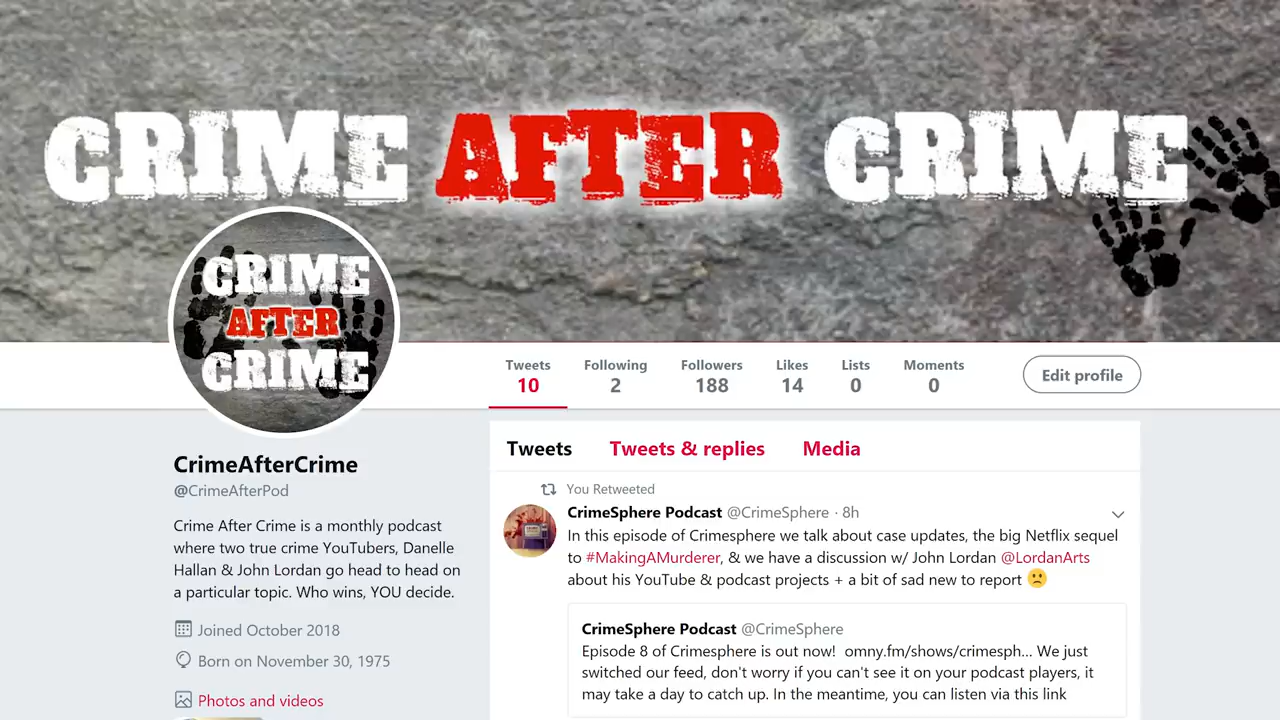 CRIME AFTER CRIME
CRIME
AFTER
CRIME
Tweets Following Followers Likes Lists Moments
10 2 188 14 0 0
Edit profile
CrimeAfterCrime
@CrimeAfterPod
Crime After Crime is a monthly podcast
where two true crime YouTubers, Danelle
Hallan & John Lordan go head to head on
a particular topic. Who wins, YOU decide.
Joined October 2018
Born on November 30, 1975
Photos and videos
Tweets Tweets & replies Media
You Retweeted
CrimeSphere Podcast @CrimeSphere · 8h
In this episode of Crimesphere we talk about case updates, the big Netflix sequel
to #MakingAMurderer, & we have a discussion w/ John Lordan @LordanArts
about his YouTube & podcast projects + a bit of sad new to report 🙁
CrimeSphere Podcast @CrimeSphere
Episode 8 of Crimesphere is out now! omny.fm/shows/crimesph... We just
switched our feed, don't worry if you can't see it on your podcast players, it
may take a day to catch up. In the meantime, you can listen via this link